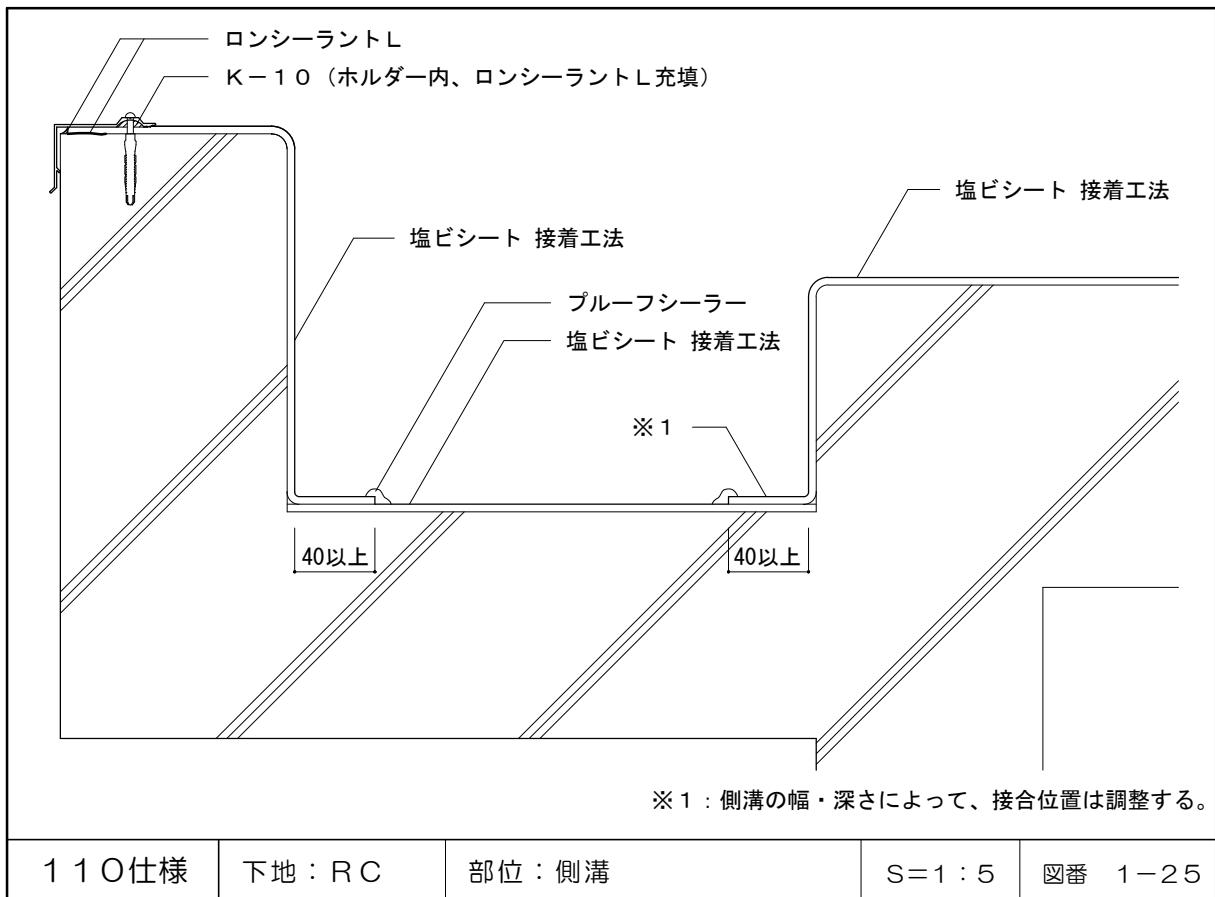 ロンシーラントL
K-10(ホルダー内、ロンシーラントL充填)
塩ビシート 接着工法
塩ビシート 接着工法
プルーフシーラー
塩ビシート 接着工法
※1
40以上
40以上
※1:側溝の幅・深さによって、接合位置は調整する。
110仕様
下地:RC
部位:側溝
S=1:5
図番 1-25